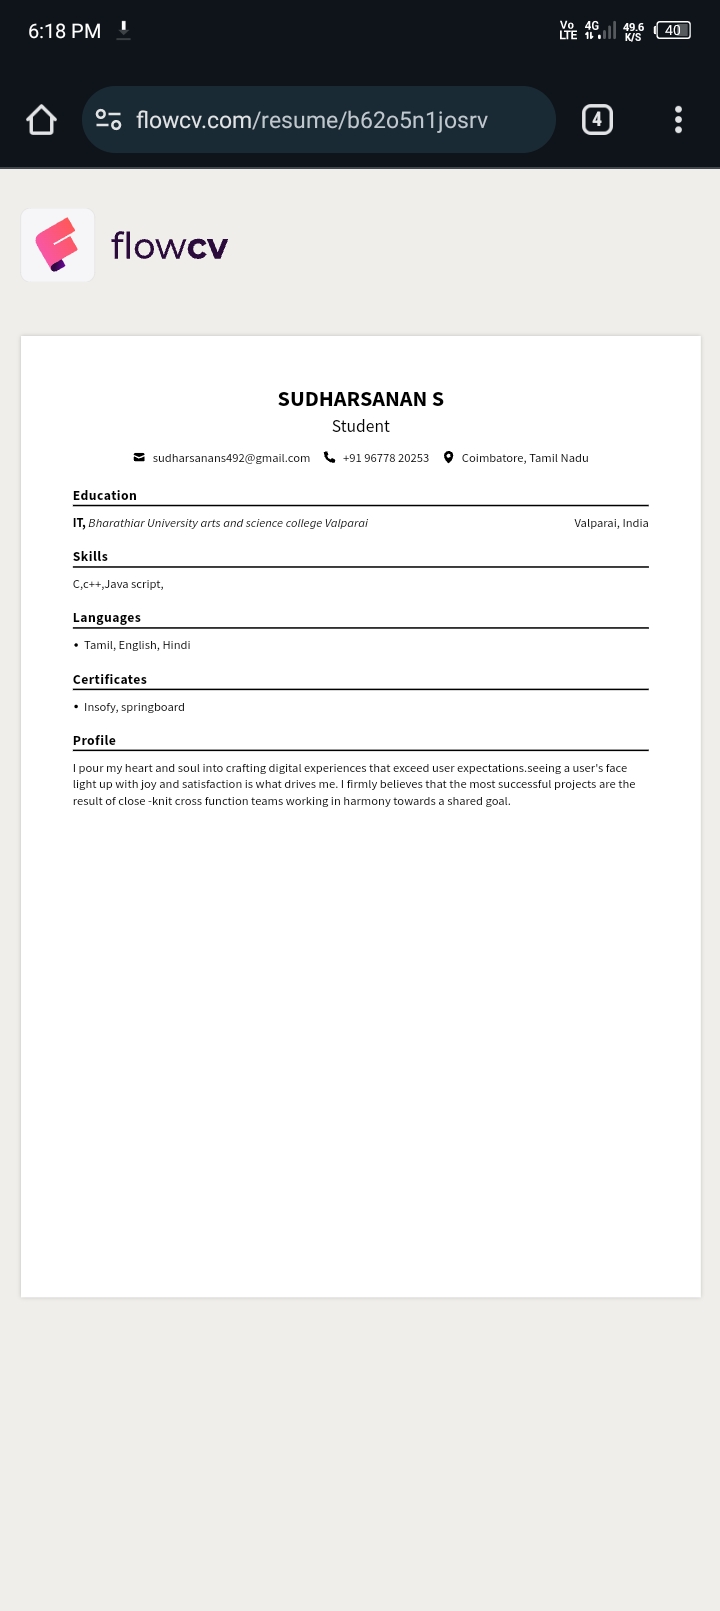 6:18 PM
Vo LTE 4G 49.6 K/S 40
flowcv.com/resume/b62o5n1josrv
4
flowcv
SUDHARSANAN S
Student
sudharsanans492@gmail.com +91 96778 20253 Coimbatore, Tamil Nadu
Education
IT, Bharathiar University arts and science college Valparai Valparai, India
Skills
C,c++,Java script,
Languages
• Tamil, English, Hindi
Certificates
• Insofy, springboard
Profile
I pour my heart and soul into crafting digital experiences that exceed user expectations.seeing a user's face
light up with joy and satisfaction is what drives me. I firmly believes that the most successful projects are the
result of close -knit cross function teams working in harmony towards a shared goal.